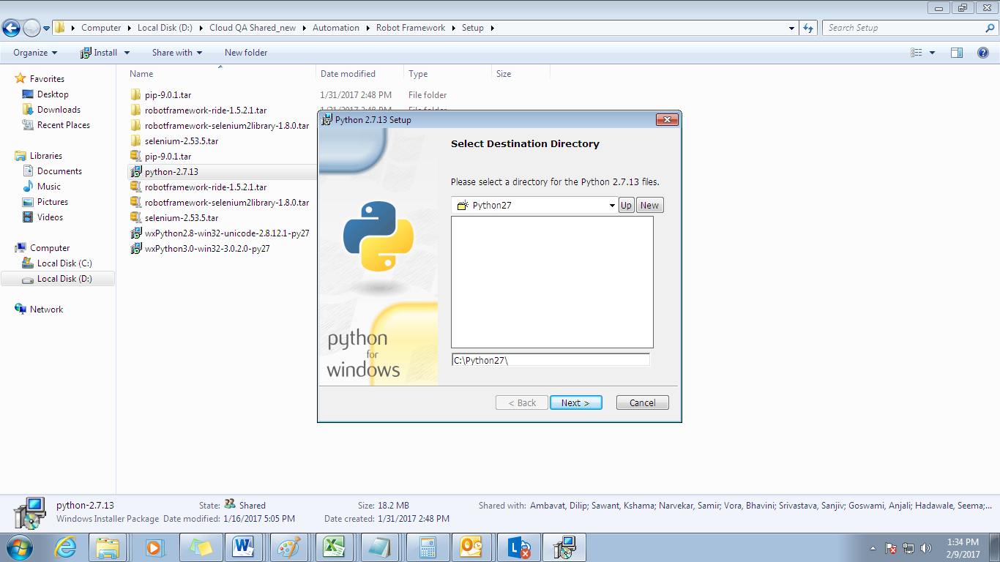 Computer Local Disk (D:) Cloud QA Shared_new Automation Robot Framework Setup Search Setup
Organize Install Share with New folder
Name Date modified Type Size
Favorites
Desktop
Downloads
Recent Places
Libraries
Documents
Music
Pictures
Videos
Computer
Local Disk (C:)
Local Disk (D:)
Network
pip-9.0.1.tar 1/31/2017 2:48 PM File folder
robotframework-ride-1.5.2.1.tar 1/31/2017 2:48 PM File folder
robotframework-selenium2library-1.8.0.tar
selenium-2.53.5.tar
pip-9.0.1.tar
python-2.7.13
robotframework-ride-1.5.2.1.tar
robotframework-selenium2library-1.8.0.tar
selenium-2.53.5.tar
wxPython2.8-win32-unicode-2.8.12.1-py27
wxPython3.0-win32-3.0.2.0-py27
Python 2.7.13 Setup
Select Destination Directory
Please select a directory for the Python 2.7.13 files.
Python27 Up New
C:\Python27\
python
for
windows
< Back Next > Cancel
python-2.7.13 State: Shared Size: 18.2 MB Shared with: Ambavat, Dilip; Sawant, Kshama; Narvekar, Samir; Vora, Bhavini; Srivastava, Sanjiv; Goswami, Anjali; Hadawale, Seema;...
Windows Installer Package Date modified: 1/16/2017 5:05 PM Date created: 1/31/2017 2:48 PM
1:34 PM
2/9/2017